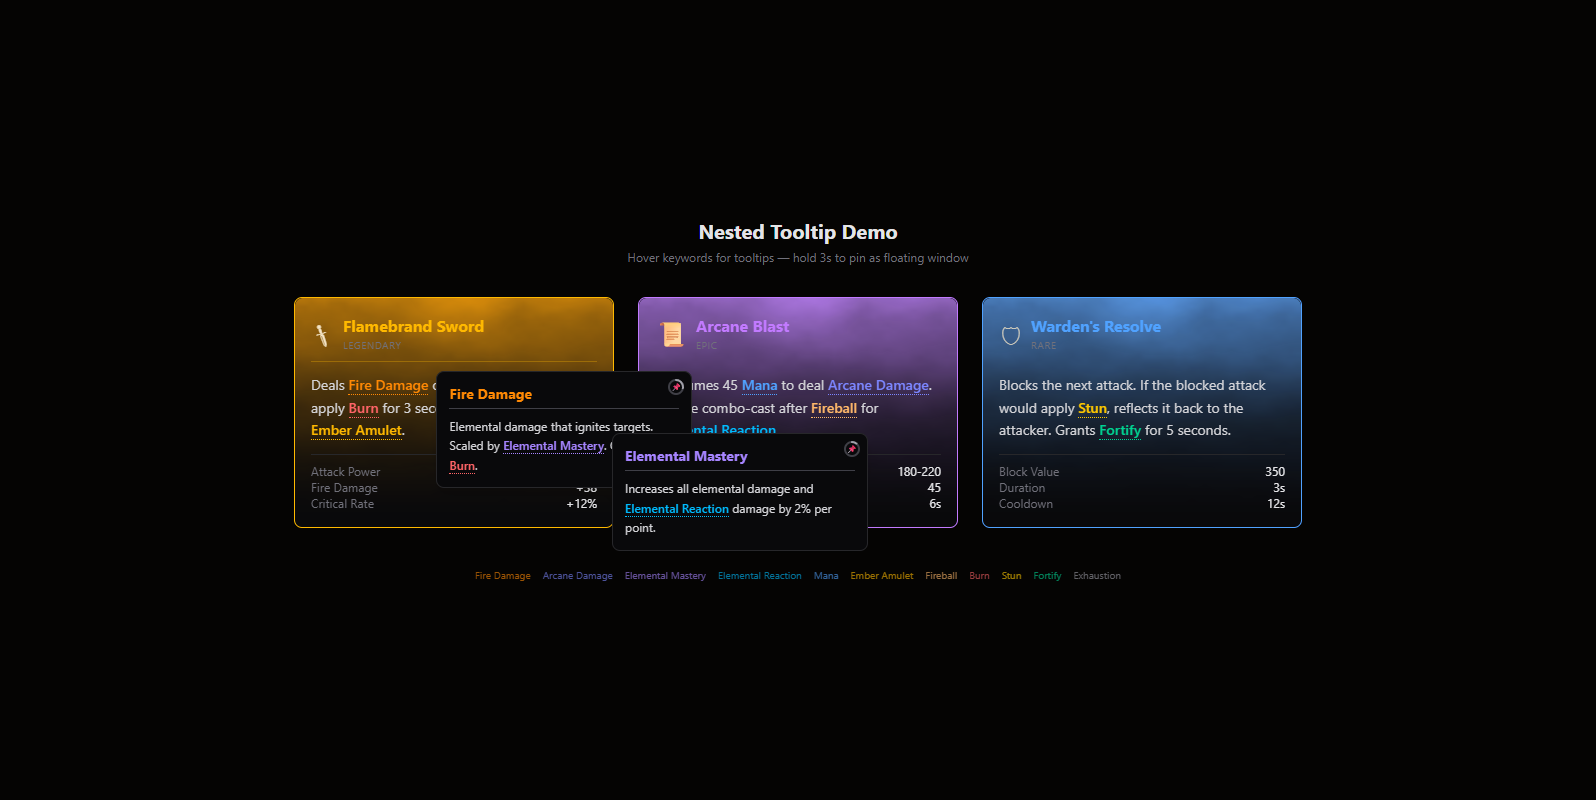 Nested Tooltip Demo
Hover keywords for tooltips — hold 3s to pin as floating window
Flamebrand Sword
LEGENDARY
Deals Fire Damage
apply Burn for 3
Ember Amulet.
Attack Power
Fire Damage
Critical Rate +12%
Fire Damage
Elemental damage that ignites targets.
Scaled by Elemental Mastery.
Burn.
Elemental Mastery
Increases all elemental damage and
Elemental Reaction damage by 2% per
point.
Arcane Blast
EPIC
45 Mana to deal Arcane Damage.
combo-cast after Fireball for
Reaction
180-220
45
6s
Warden's Resolve
RARE
Blocks the next attack. If the blocked attack
would apply Stun, reflects it back to the
attacker. Grants Fortify for 5 seconds.
Block Value 350
Duration 3s
Cooldown 12s
Fire Damage Arcane Damage Elemental Mastery Elemental Reaction Mana Ember Amulet Fireball Burn Stun Fortify Exhaustion